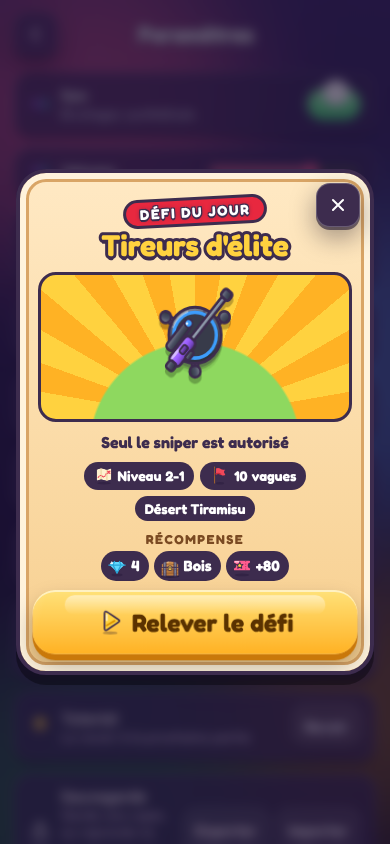 Paramètres
DÉFI DU JOUR
Tireurs d'élite
Seul le sniper est autorisé
Niveau 2-1
10 vagues
Désert Tiramisu
RÉCOMPENSE
4
Bois
+80
Relever le défi